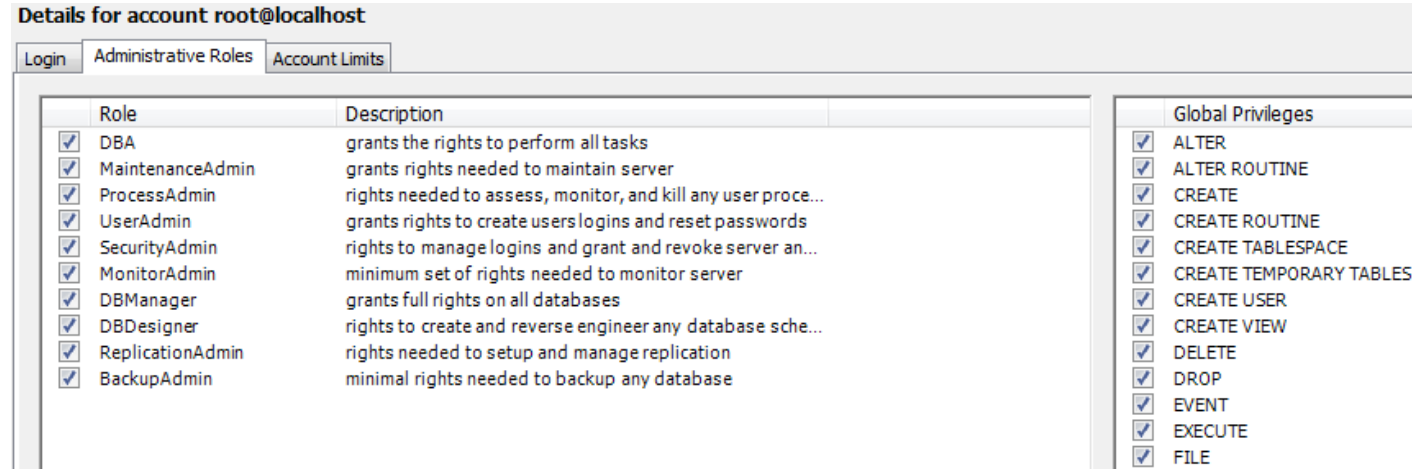 Details for account root@localhost
Login Administrative Roles Account Limits
Role Description Global Privileges
DBA grants the rights to perform all tasks ALTER
MaintenanceAdmin grants rights needed to maintain server ALTER ROUTINE
ProcessAdmin rights needed to assess, monitor, and kill any user proce... CREATE
UserAdmin grants rights to create users logins and reset passwords CREATE ROUTINE
SecurityAdmin rights to manage logins and grant and revoke server an... CREATE TABLESPACE
MonitorAdmin minimum set of rights needed to monitor server CREATE TEMPORARY TABLES
DBManager grants full rights on all databases CREATE USER
DBDesigner rights to create and reverse engineer any database sche... CREATE VIEW
ReplicationAdmin rights needed to setup and manage replication DELETE
BackupAdmin minimal rights needed to backup any database DROP
EVENT
EXECUTE
FILE